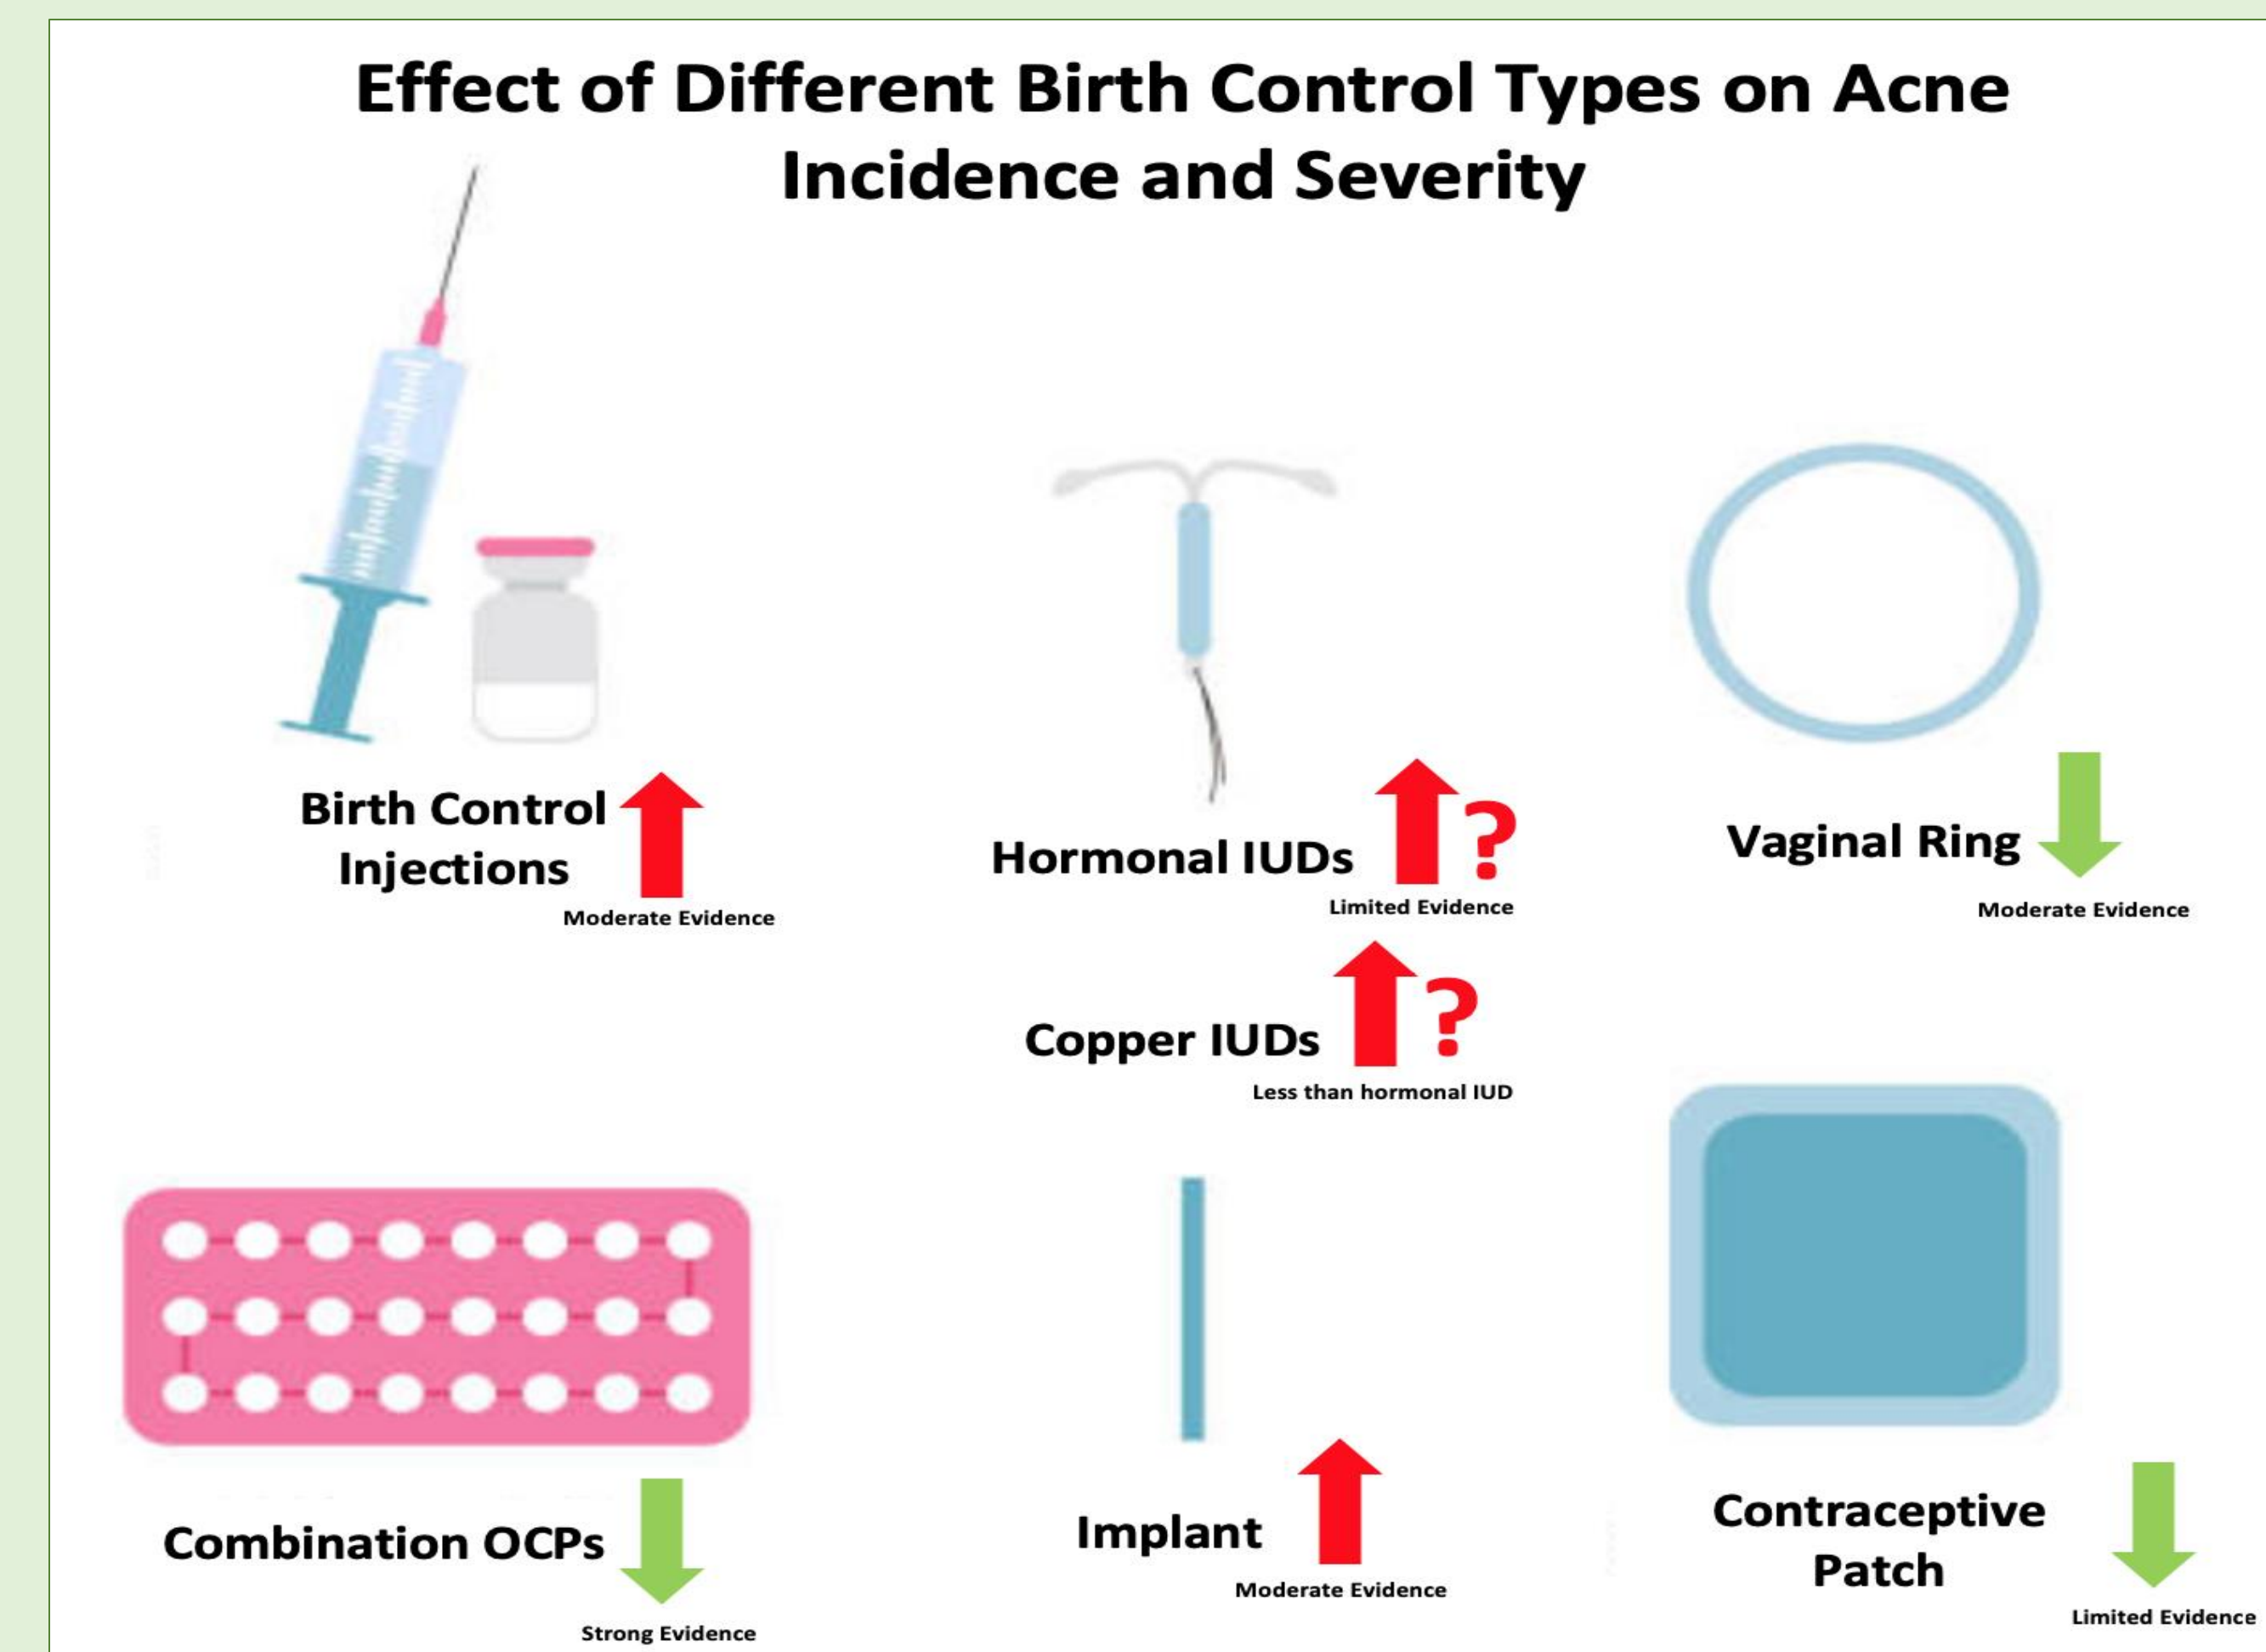 Effect of Different Birth Control Types on Acne
Incidence and Severity
Birth Control
Injections
Moderate Evidence
Hormonal IUDs
?
Limited Evidence
Vaginal Ring
Moderate Evidence
Copper IUDs
?
Less than hormonal IUD
Combination OCPs
Strong Evidence
Implant
Moderate Evidence
Contraceptive
Patch
Limited Evidence